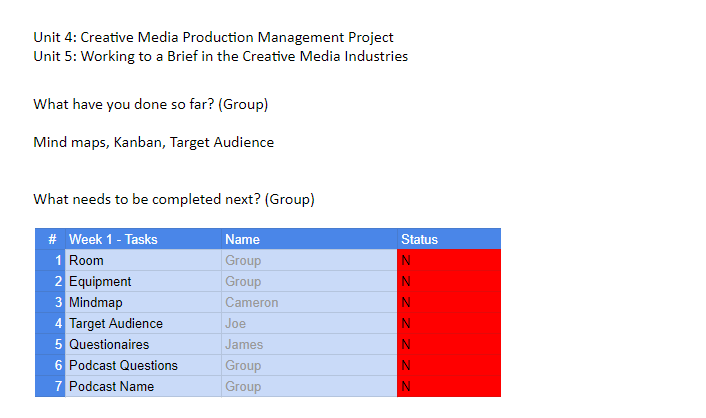 Unit 4: Creative Media Production Management Project
Unit 5: Working to a Brief in the Creative Media Industries
What have you done so far? (Group)
Mind maps, Kanban, Target Audience
What needs to be completed next? (Group)
# Week 1 - Tasks Name Status
1 Room Group N
2 Equipment Group N
3 Mindmap Cameron N
4 Target Audience Joe N
5 Questionaires James N
6 Podcast Questions Group N
7 Podcast Name Group N